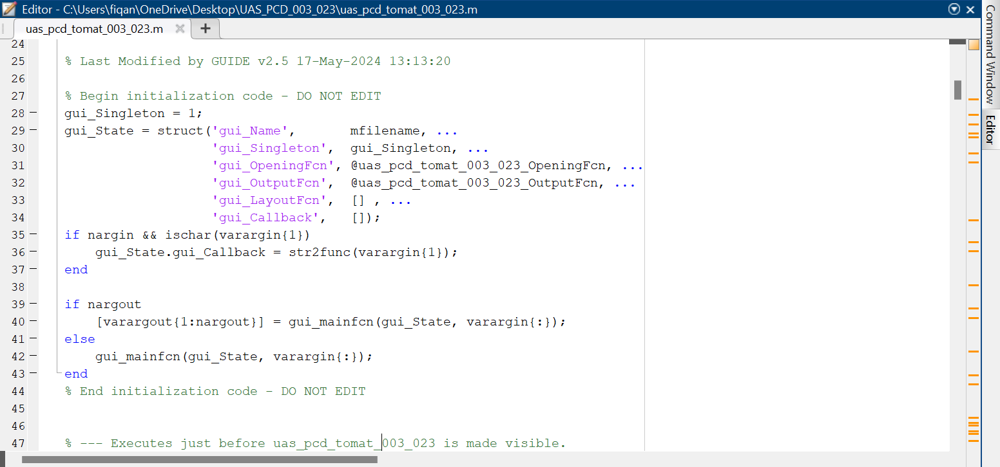 Editor - C:\Users\fiqan\OneDrive\Desktop\UAS_PCD_003_023\uas_pcd_tomat_003_023.m
uas_pcd_tomat_003_023.m
24
25 % Last Modified by GUIDE v2.5 17-May-2024 13:13:20
26
27 % Begin initialization code - DO NOT EDIT
28 - gui_Singleton = 1;
29 - gui_State = struct('gui_Name',       mfilename, ...
30                    'gui_Singleton',  gui_Singleton, ...
31                    'gui_OpeningFcn', @uas_pcd_tomat_003_023_OpeningFcn, ...
32                    'gui_OutputFcn',  @uas_pcd_tomat_003_023_OutputFcn, ...
33                    'gui_LayoutFcn',  [] , ...
34                    'gui_Callback',   []);
35 - if nargin && ischar(varargin{1})
36 -     gui_State.gui_Callback = str2func(varargin{1});
37 - end
38
39 - if nargout
40 -     [varargout{1:nargout}] = gui_mainfcn(gui_State, varargin{:});
41 - else
42 -     gui_mainfcn(gui_State, varargin{:});
43 - end
44 % End initialization code - DO NOT EDIT
45
46
47 % --- Executes just before uas_pcd_tomat_003_023 is made visible.
Command Window
Editor